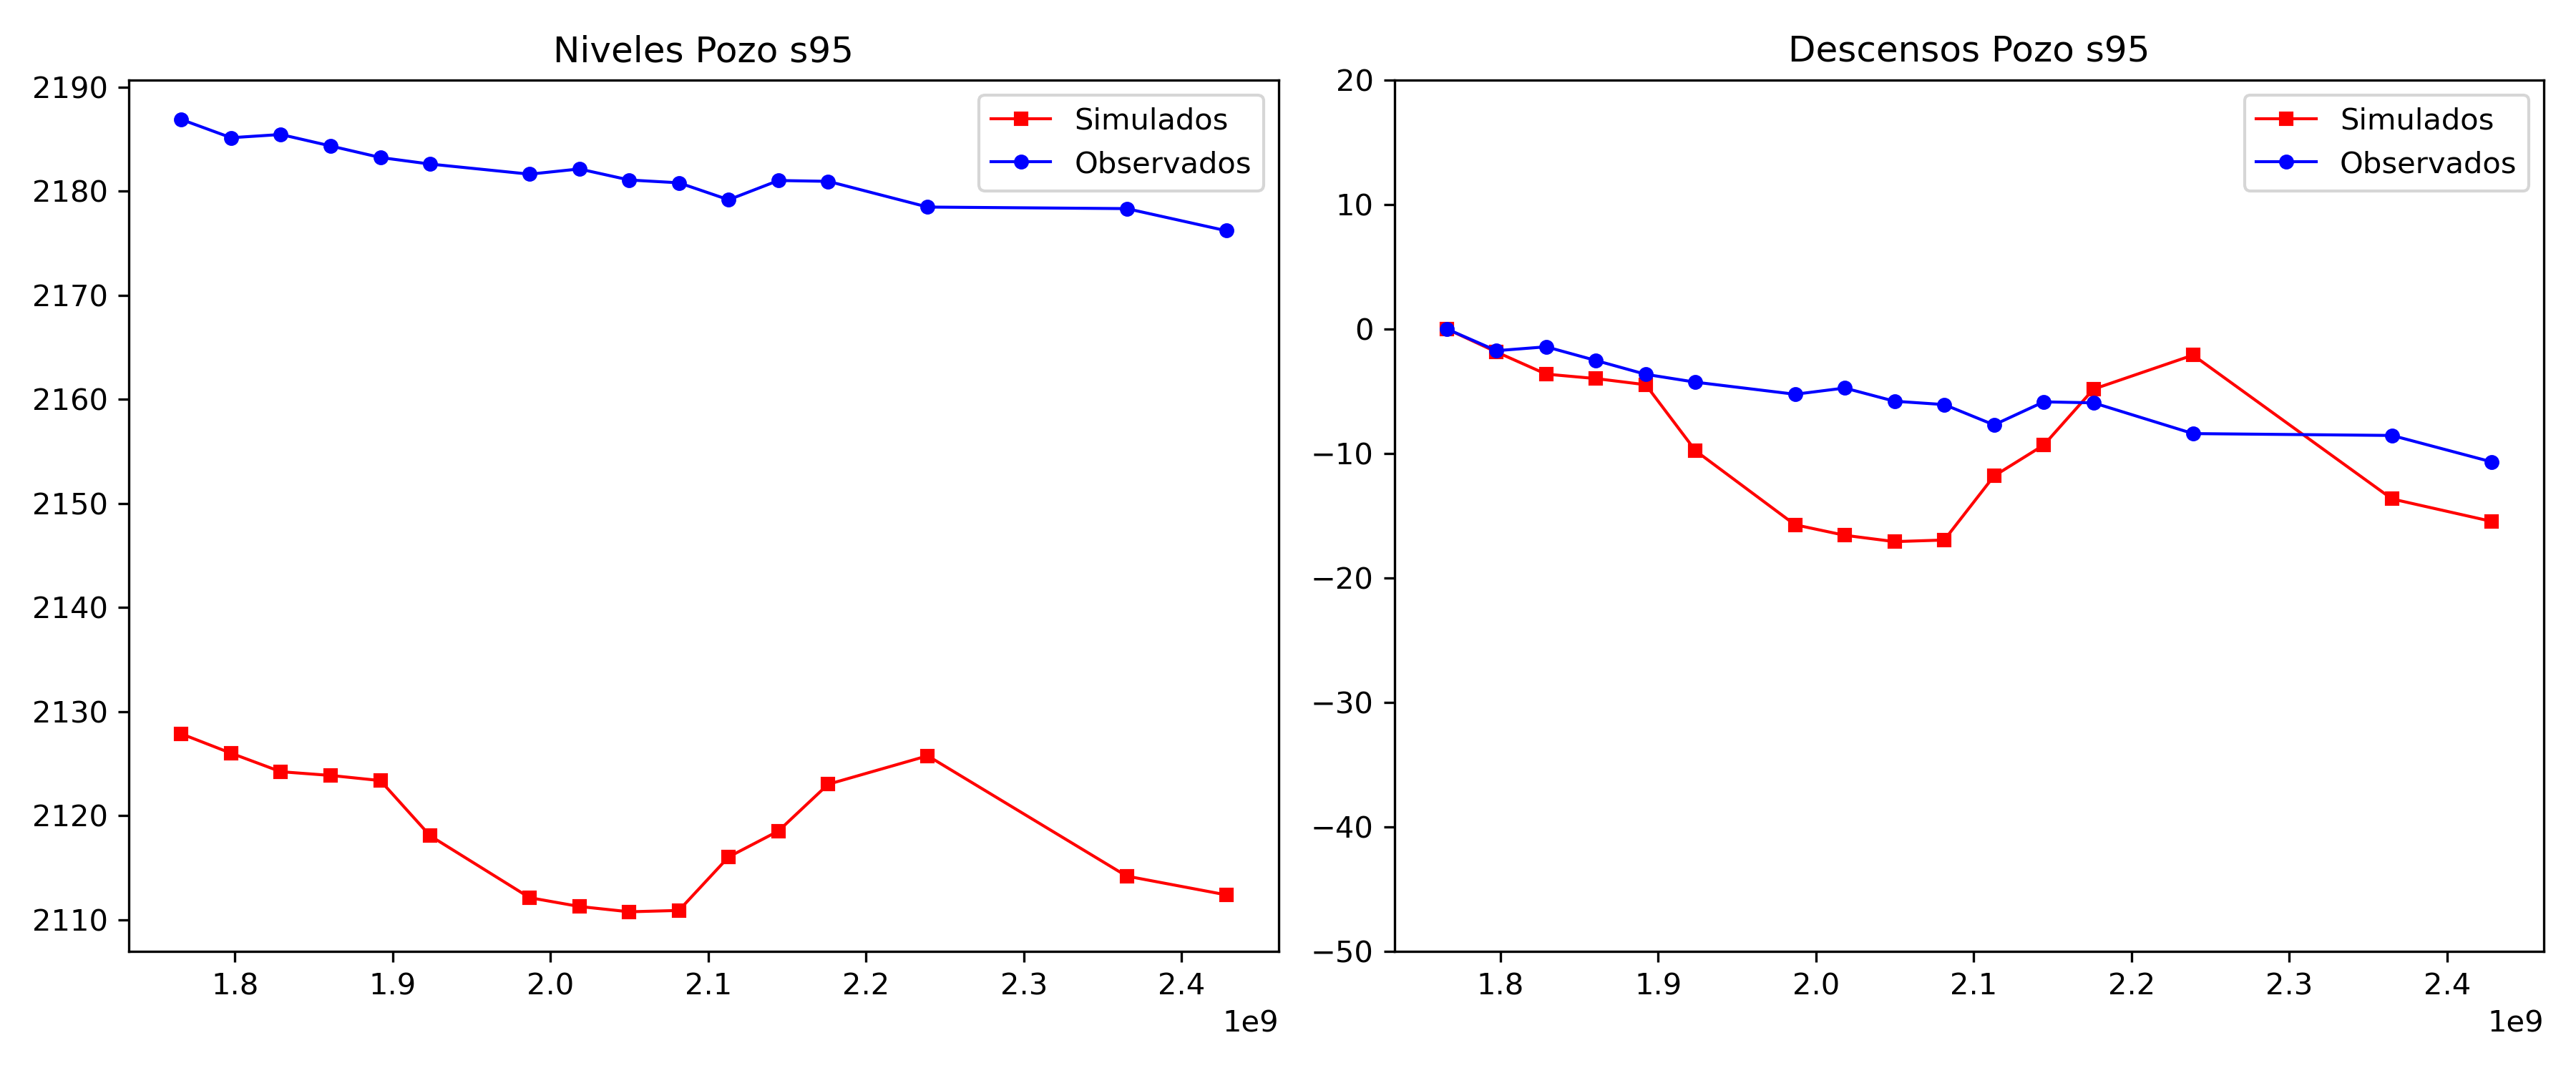 Niveles Pozo s95
2190
2180
2170
2160
2150
2140
2130
2120
2110
Simulados
Observados
1.8 1.9 2.0 2.1 2.2 2.3 2.4
1e9
Descensos Pozo s95
20
10
0
−10
−20
−30
−40
−50
Simulados
Observados
1.8 1.9 2.0 2.1 2.2 2.3 2.4
1e9